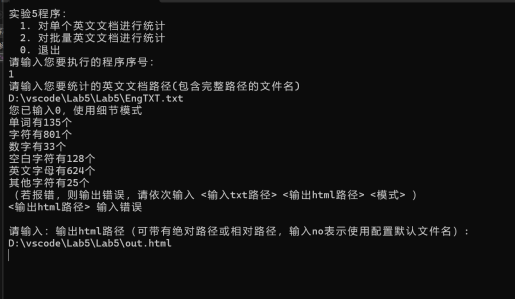 实验5程序：
1. 对单个英文文档进行统计
2. 对批量英文文档进行统计
0. 退出
请输入您要执行的程序序号：
1
请输入您要统计的英文文档路径(包含完整路径的文件名)
D:\vscode\Lab5\Lab5\EngTXT.txt
您已输入0，使用细节模式
单词有135个
字符有801个
数字有33个
空白字符有128个
英文字母有624个
其他字符有25个
（若报错，则输出错误，请依次输入 <输入txt路径> <输出html路径> <模式> ）
<输出html路径> 输入错误
请输入：输出html路径（可带有绝对路径或相对路径，输入no表示使用配置默认文件名）：
D:\vscode\Lab5\Lab5\out.html